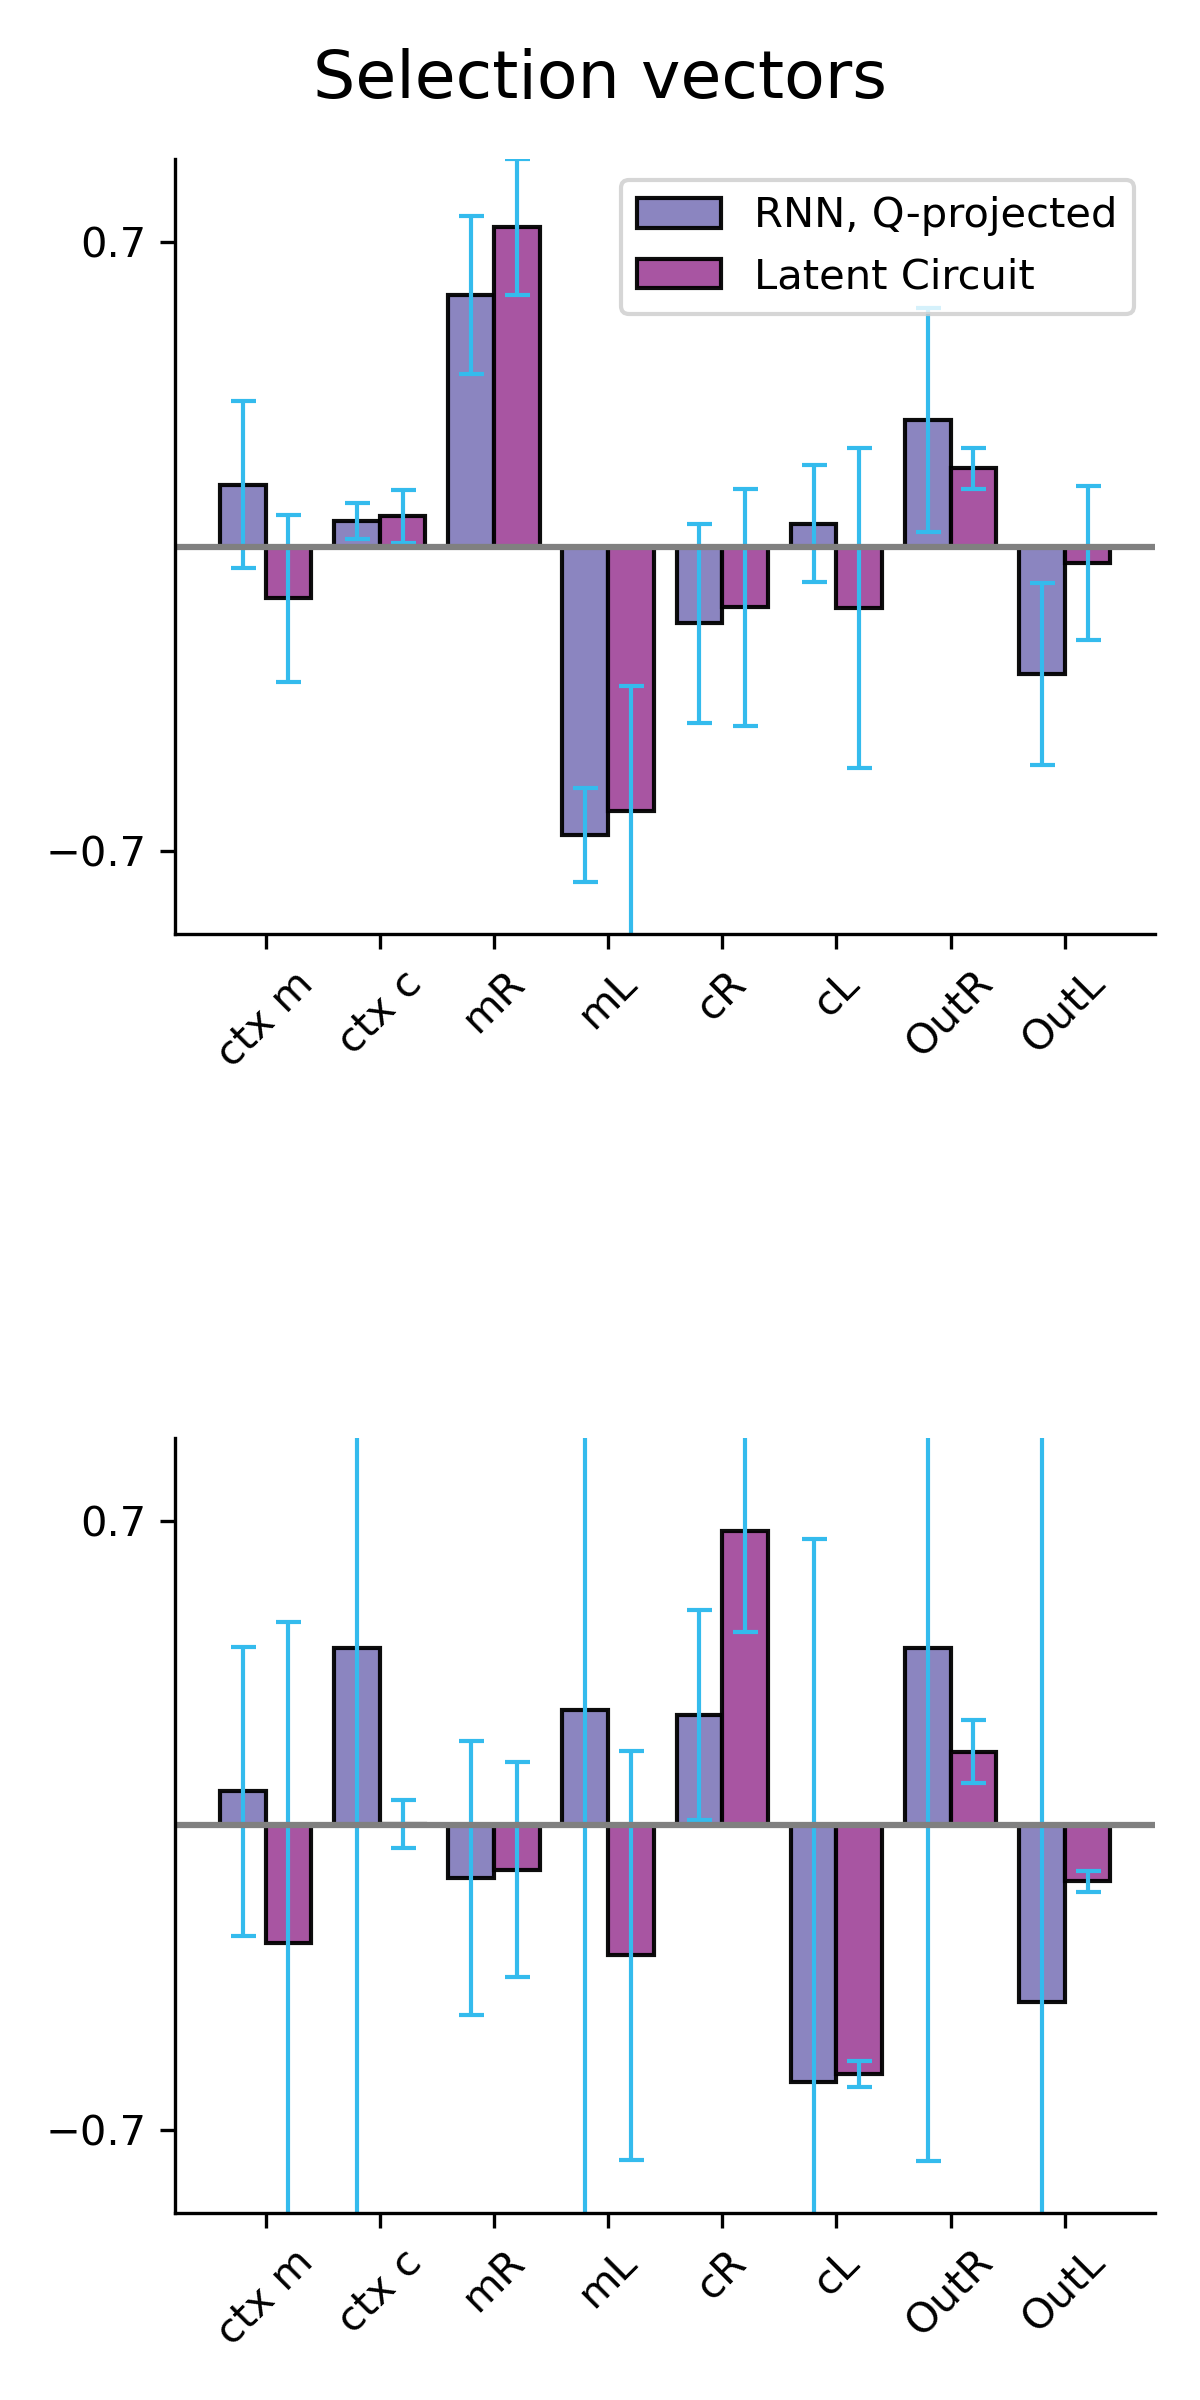 Selection vectors
RNN, Q-projected
Latent Circuit
0.7
−0.7
ctx m ctx c mR mL cR cL OutR OutL
0.7
−0.7
ctx m ctx c mR mL cR cL OutR OutL